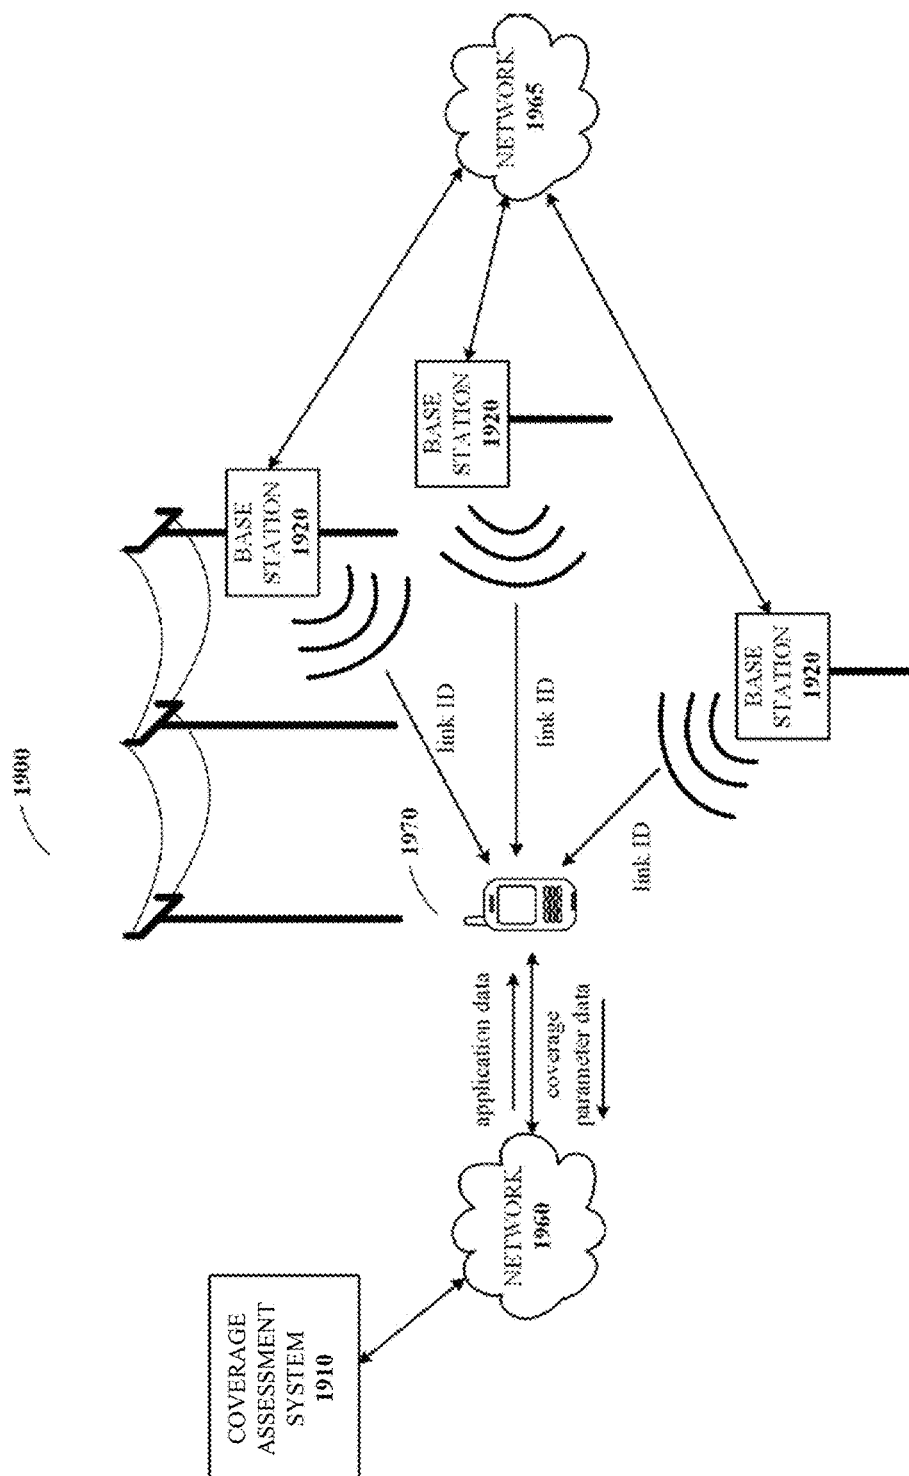 1900
COVERAGE
ASSESSMENT
SYSTEM
1910
NETWORK
1960
application data
coverage
parameter data
1970
link ID
link ID
link ID
BASE
STATION
1920
BASE
STATION
1920
BASE
STATION
1920
NETWORK
1965